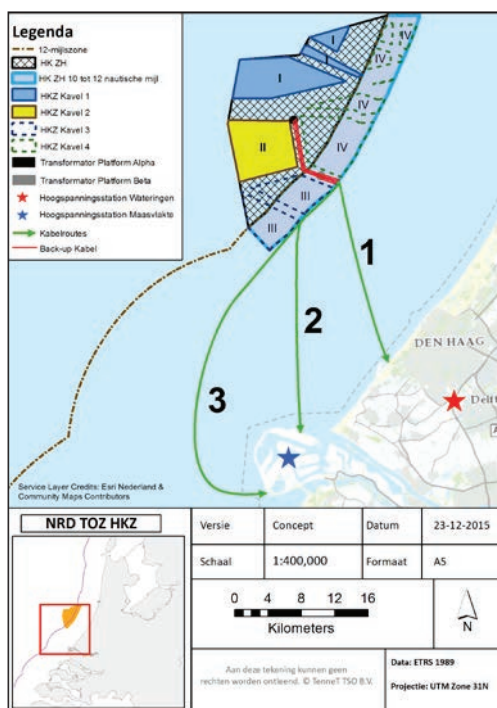 Legenda
12-mijlszone
HK ZH
HK ZH 10 tot 12 nautische mijl
HKZ Kavel 1
HKZ Kavel 2
HKZ Kavel 3
HKZ Kavel 4
Transformator Platform Alpha
Transformator Platform Beta
Hoogspanningsstation Wateringen
Hoogspanningsstation Maasvlakte
Kabelroutes
Back-up Kabel
I
I
I
II
III
III
IV
IV
IV
IV
1
2
3
DEN HAAG
Delft
A
Service Layer Credits: Esri Nederland &
Community Maps Contributors
NRD TOZ HKZ
Versie Concept Datum 23-12-2015
Schaal 1:400,000 Formaat A5
0 4 8 12 16
Kilometers
N
Aan deze tekening kunnen geen
rechten worden ontleend. © TenneT TSO B.V.
Data: ETRS 1989
Projectie: UTM Zone 31N